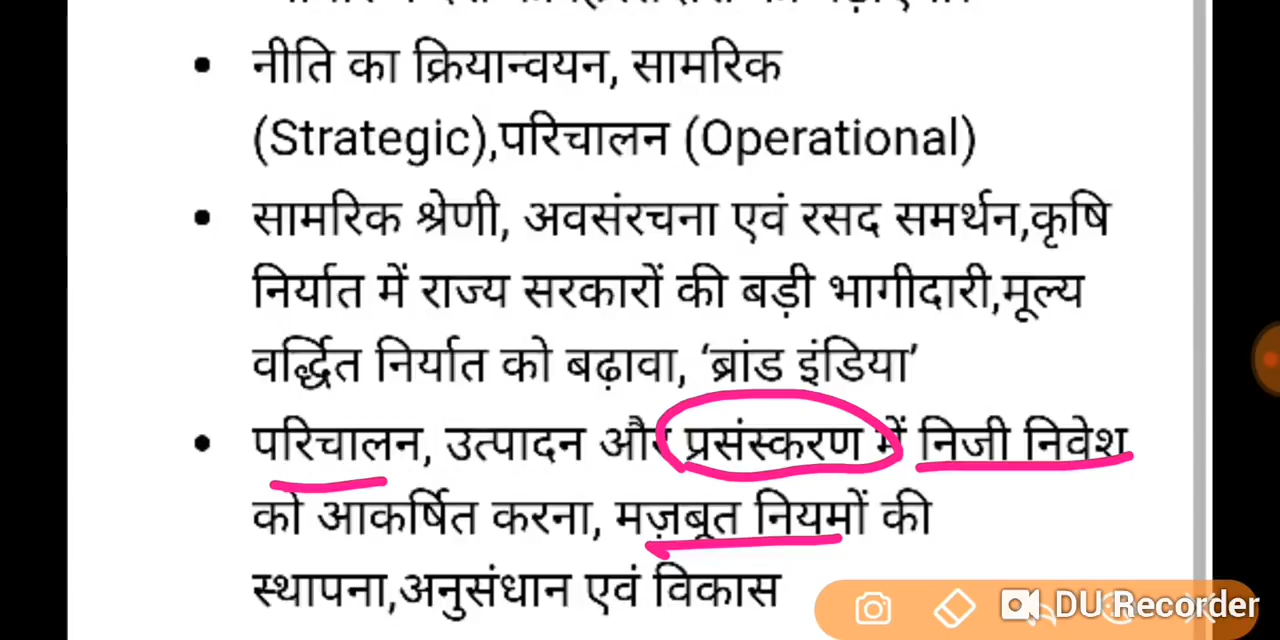 नीति का क्रियान्वयन, सामरिक
(Strategic),परिचालन (Operational)
सामरिक श्रेणी, अवसंरचना एवं रसद समर्थन,कृषि
निर्यात में राज्य सरकारों की बड़ी भागीदारी,मूल्य
वर्द्धित निर्यात को बढ़ावा, ‘ब्रांड इंडिया’
परिचालन, उत्पादन और प्रसंस्करण में निजी निवेश
को आकर्षित करना, मज़बूत नियमों की
स्थापना,अनुसंधान एवं विकास
DU Recorder